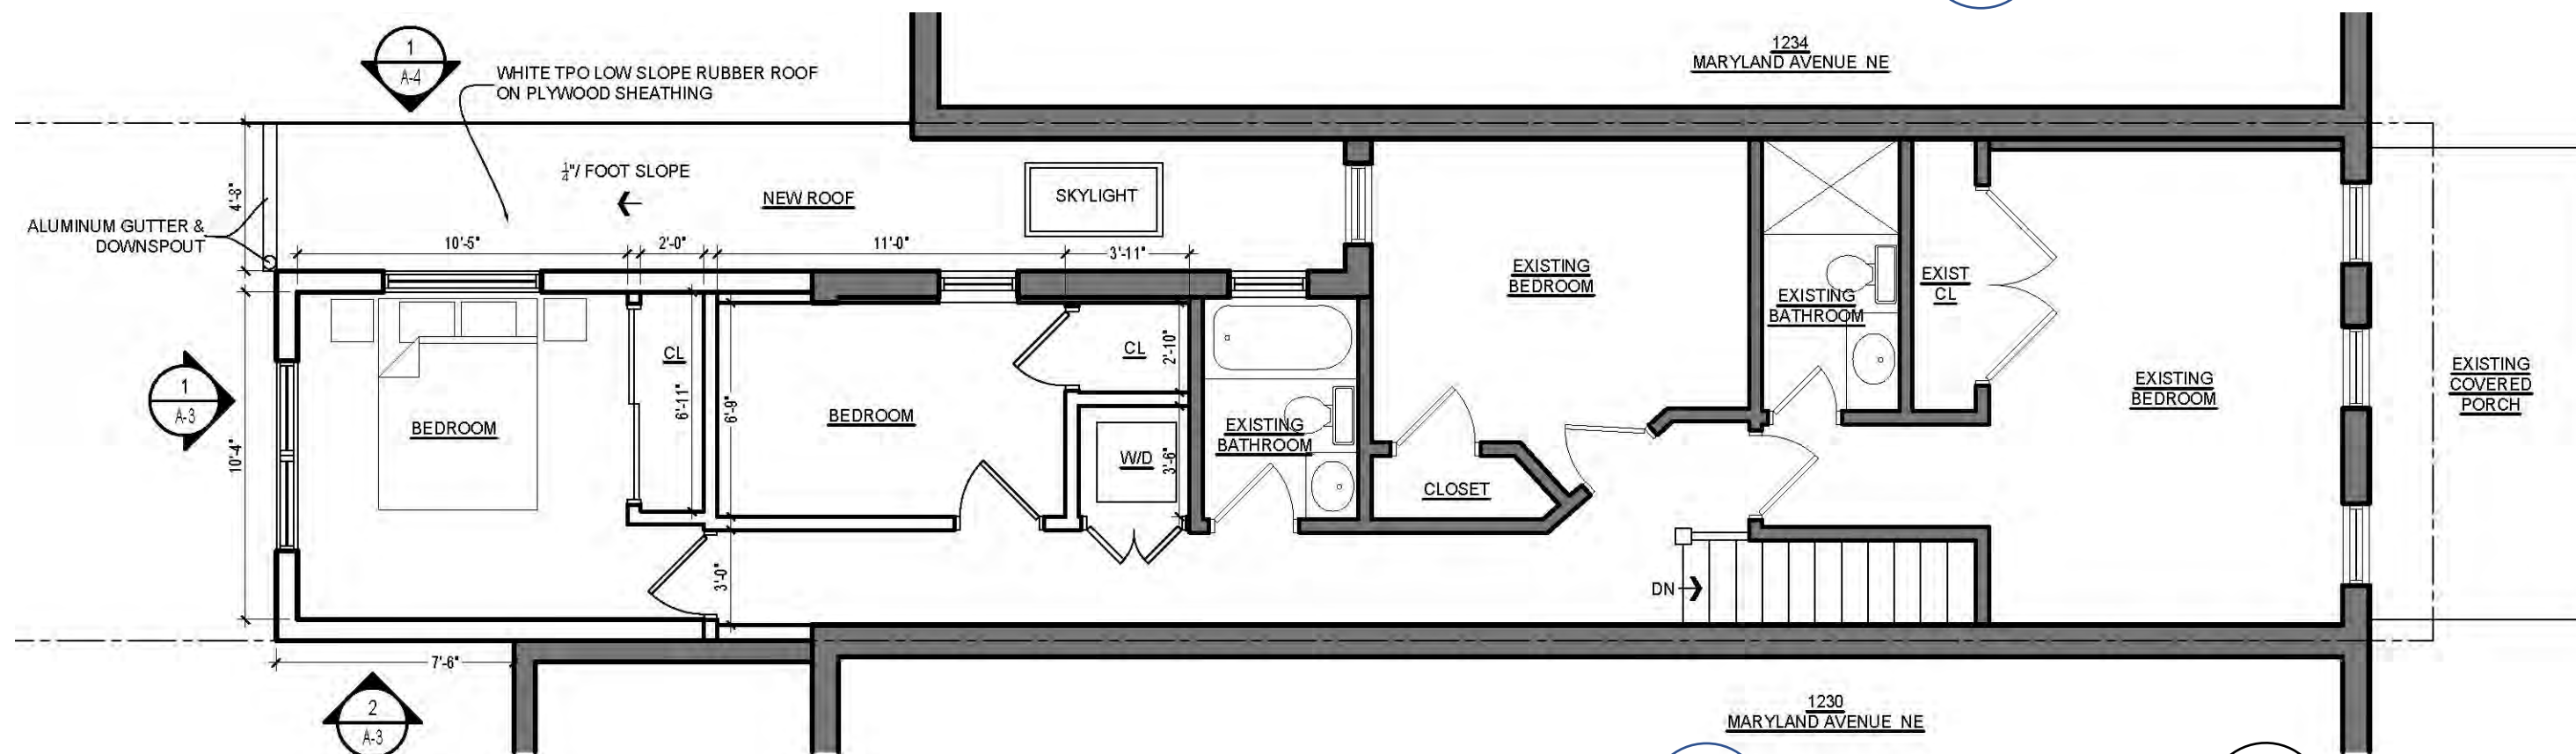 1234
MARYLAND AVENUE NE
1
A-4
WHITE TPO LOW SLOPE RUBBER ROOF
ON PLYWOOD SHEATHING
¼"/ FOOT SLOPE
NEW ROOF
SKYLIGHT
4'-8"
ALUMINUM GUTTER &
DOWNSPOUT
10'-5"
2'-0"
11'-0"
3'-11"
EXISTING
BEDROOM
EXISTING
BATHROOM
EXIST
CL
EXISTING
BEDROOM
EXISTING
COVERED
PORCH
1
A-3
10'-4"
BEDROOM
CL
6'-11"
6'-9"
BEDROOM
CL
2'-10"
W/D
3'-6"
EXISTING
BATHROOM
CLOSET
3'-0"
DN
7'-6"
2
A-3
1230
MARYLAND AVENUE NE